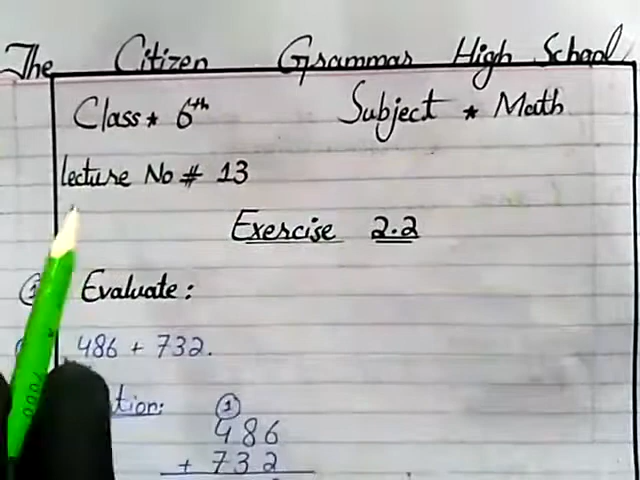 The Citizen Grammar High School
Class * 6th Subject * Math
lecture No # 13
Exercise 2.2
Evaluate:
486 + 732.
1
486
+ 732